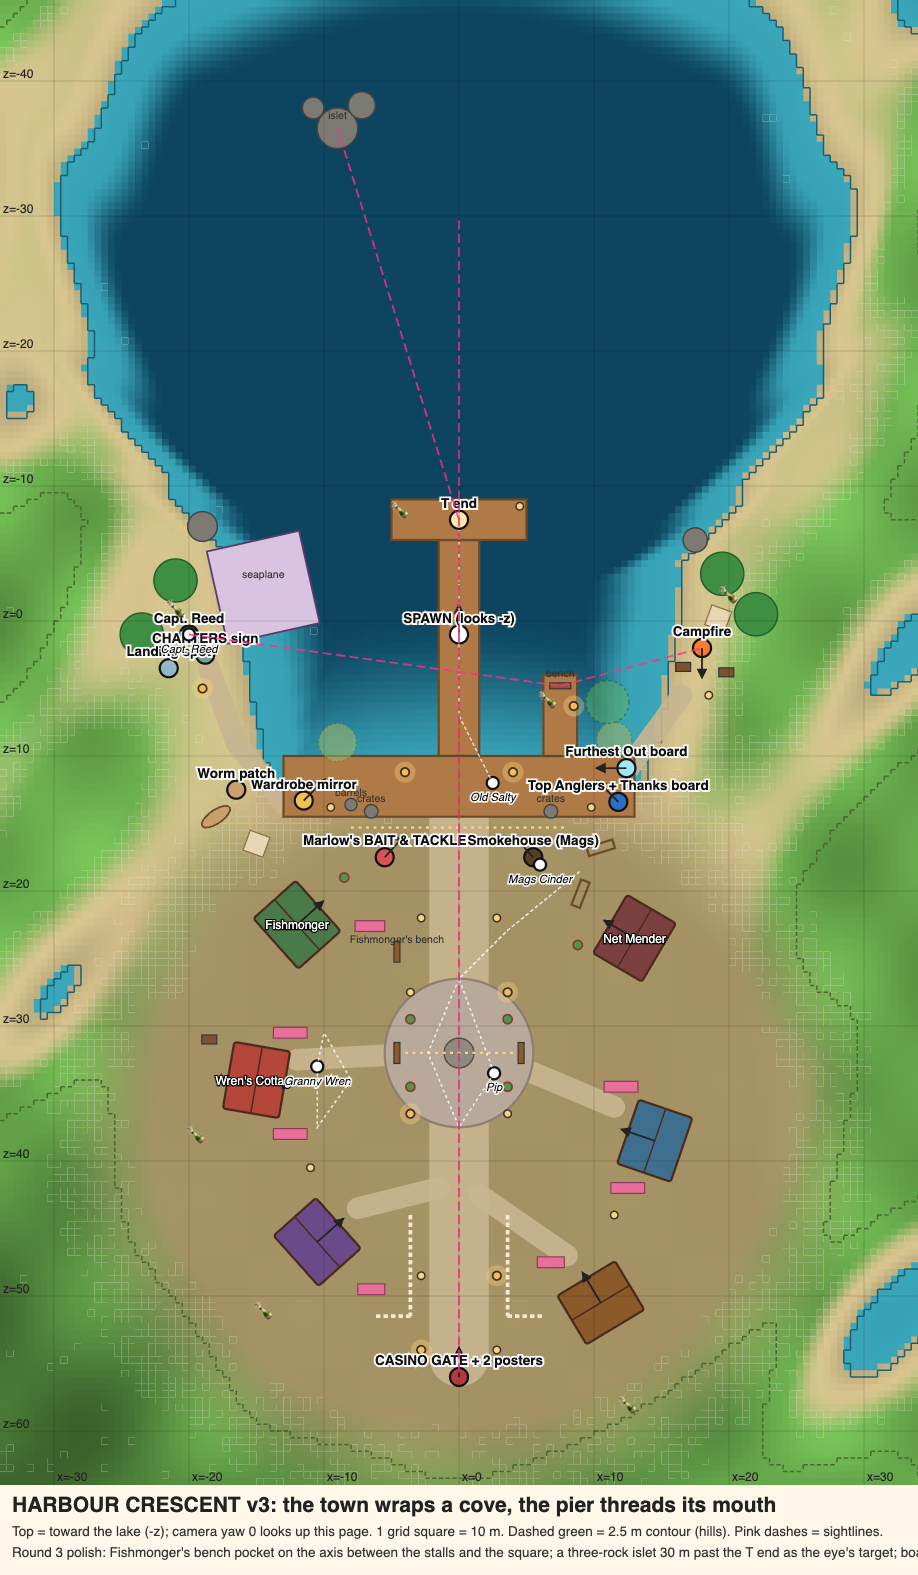 z=-40
islet
z=-30
z=-20
z=-10
T end
seaplane
z=0
Capt. Reed
SPAWN (looks -z)
CHARTERS sign
Capt. Reed
Campfire
bench
z=10
Furthest Out board
Worm patch
Wardrobe mirror
Top Anglers + Thanks board
barrels
crates
Old Salty
crates
Marlow's BAIT & TACKLE
Smokehouse (Mags)
Mags Cinder
z=20
Fishmonger
Fishmonger's bench
Net Mender
z=30
Wren's Cotta
Granny Wren
Pip
z=40
z=50
CASINO GATE + 2 posters
z=60
x=-30
x=-20
x=-10
x=0
x=10
x=20
x=30
HARBOUR CRESCENT v3: the town wraps a cove, the pier threads its mouth
Top = toward the lake (-z); camera yaw 0 looks up this page. 1 grid square = 10 m. Dashed green = 2.5 m contour (hills). Pink dashes = sightlines.
Round 3 polish: Fishmonger's bench pocket on the axis between the stalls and the square; a three-rock islet 30 m past the T end as the eye's target; boa